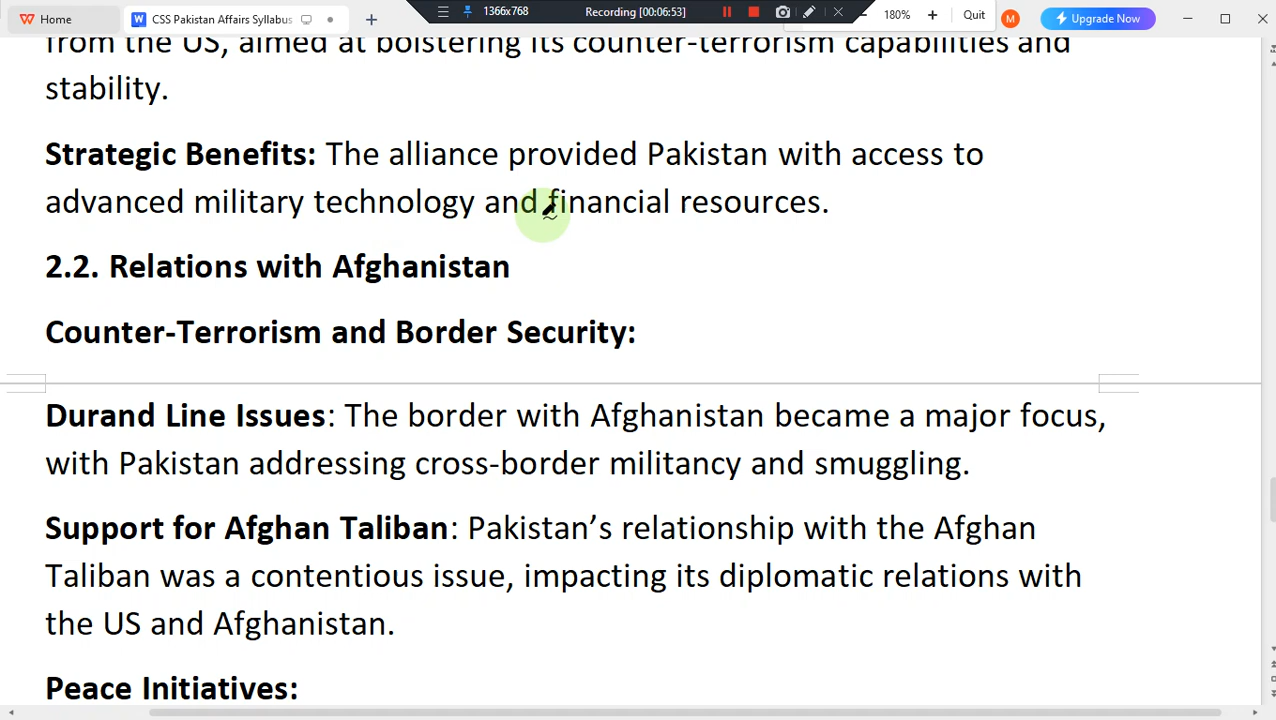 Home
CSS Pakistan Affairs Syllabus
1366x768
Recording [00:06:53]
180%
Quit
M
Upgrade Now
from the US, aimed at bolstering its counter-terrorism capabilities and
stability.
Strategic Benefits: The alliance provided Pakistan with access to
advanced military technology and financial resources.
2.2. Relations with Afghanistan
Counter-Terrorism and Border Security:
Durand Line Issues: The border with Afghanistan became a major focus,
with Pakistan addressing cross-border militancy and smuggling.
Support for Afghan Taliban: Pakistan’s relationship with the Afghan
Taliban was a contentious issue, impacting its diplomatic relations with
the US and Afghanistan.
Peace Initiatives: